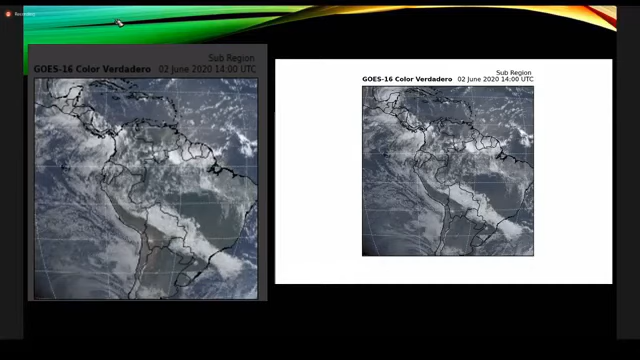 Recording
Sub Region
GOES-16 Color Verdadero 02 June 2020 14:00 UTC
Sub Region
GOES-16 Color Verdadero 02 June 2020 14:00 UTC